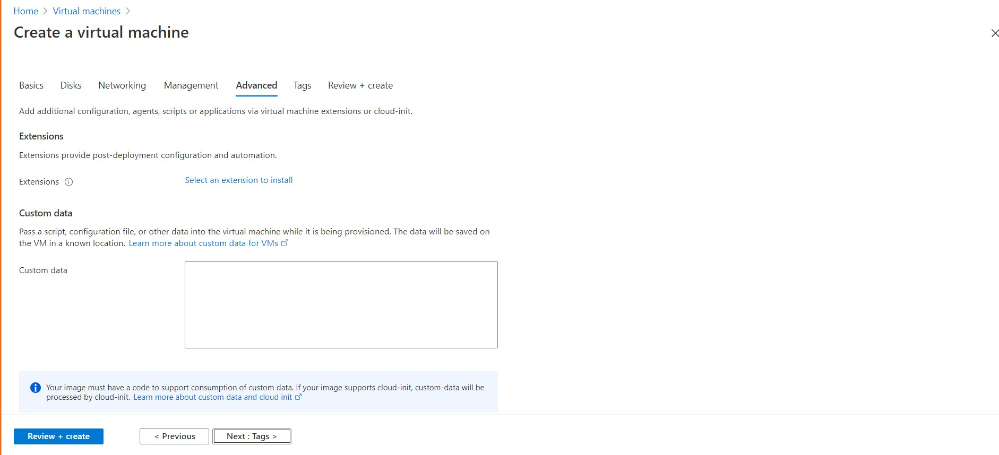 Home > Virtual machines >
Create a virtual machine
Basics Disks Networking Management Advanced Tags Review + create
Add additional configuration, agents, scripts or applications via virtual machine extensions or cloud-init.
Extensions
Extensions provide post-deployment configuration and automation.
Extensions Select an extension to install
Custom data
Pass a script, configuration file, or other data into the virtual machine while it is being provisioned. The data will be saved on
the VM in a known location. Learn more about custom data for VMs
Custom data
Your image must have a code to support consumption of custom data. If your image supports cloud-init, custom-data will be
processed by cloud-init. Learn more about custom data and cloud init
Review + create < Previous Next : Tags >